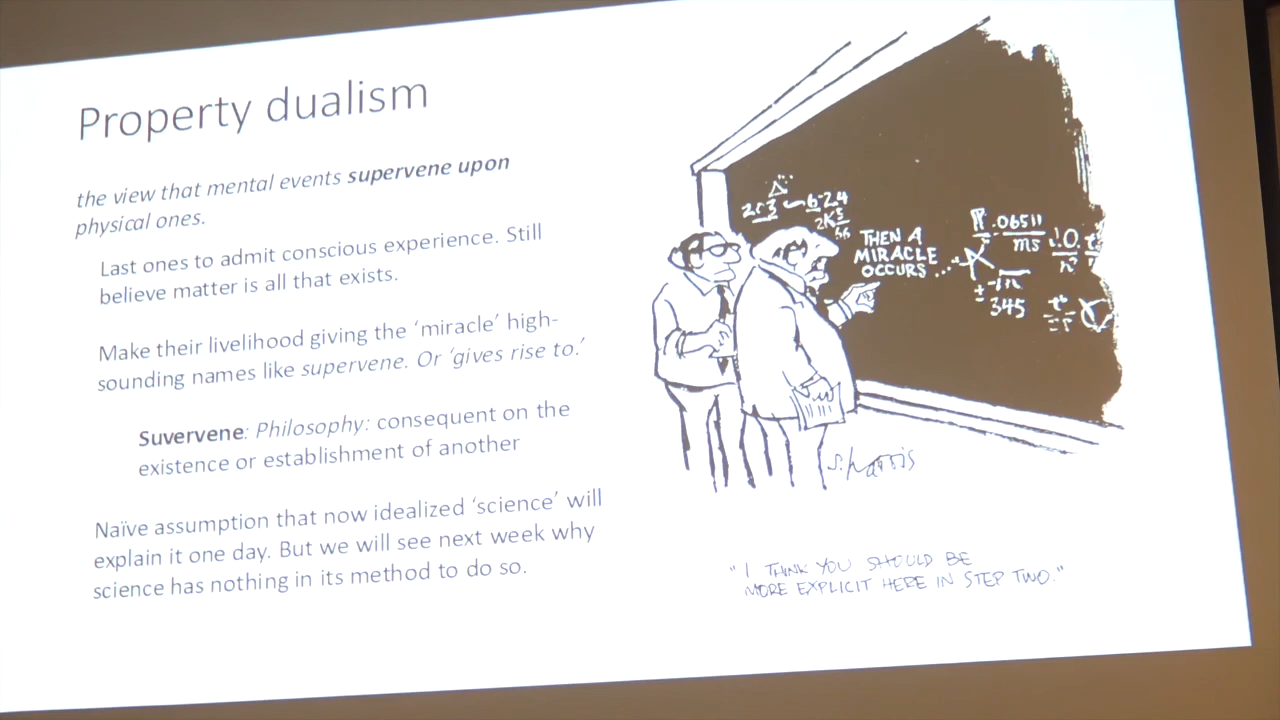 Property dualism
the view that mental events supervene upon
physical ones.
Last ones to admit conscious experience. Still
believe matter is all that exists.
Make their livelihood giving the ‘miracle’ high-
sounding names like supervene. Or ‘gives rise to.’
Suvervene: Philosophy: consequent on the
existence or establishment of another
Naïve assumption that now idealized ‘science’ will
explain it one day. But we will see next week why
science has nothing in its method to do so.
THEN A
MIRACLE
OCCURS...
.06511
ms
345
S. Harris
"I THINK YOU SHOULD BE
MORE EXPLICIT HERE IN STEP TWO."